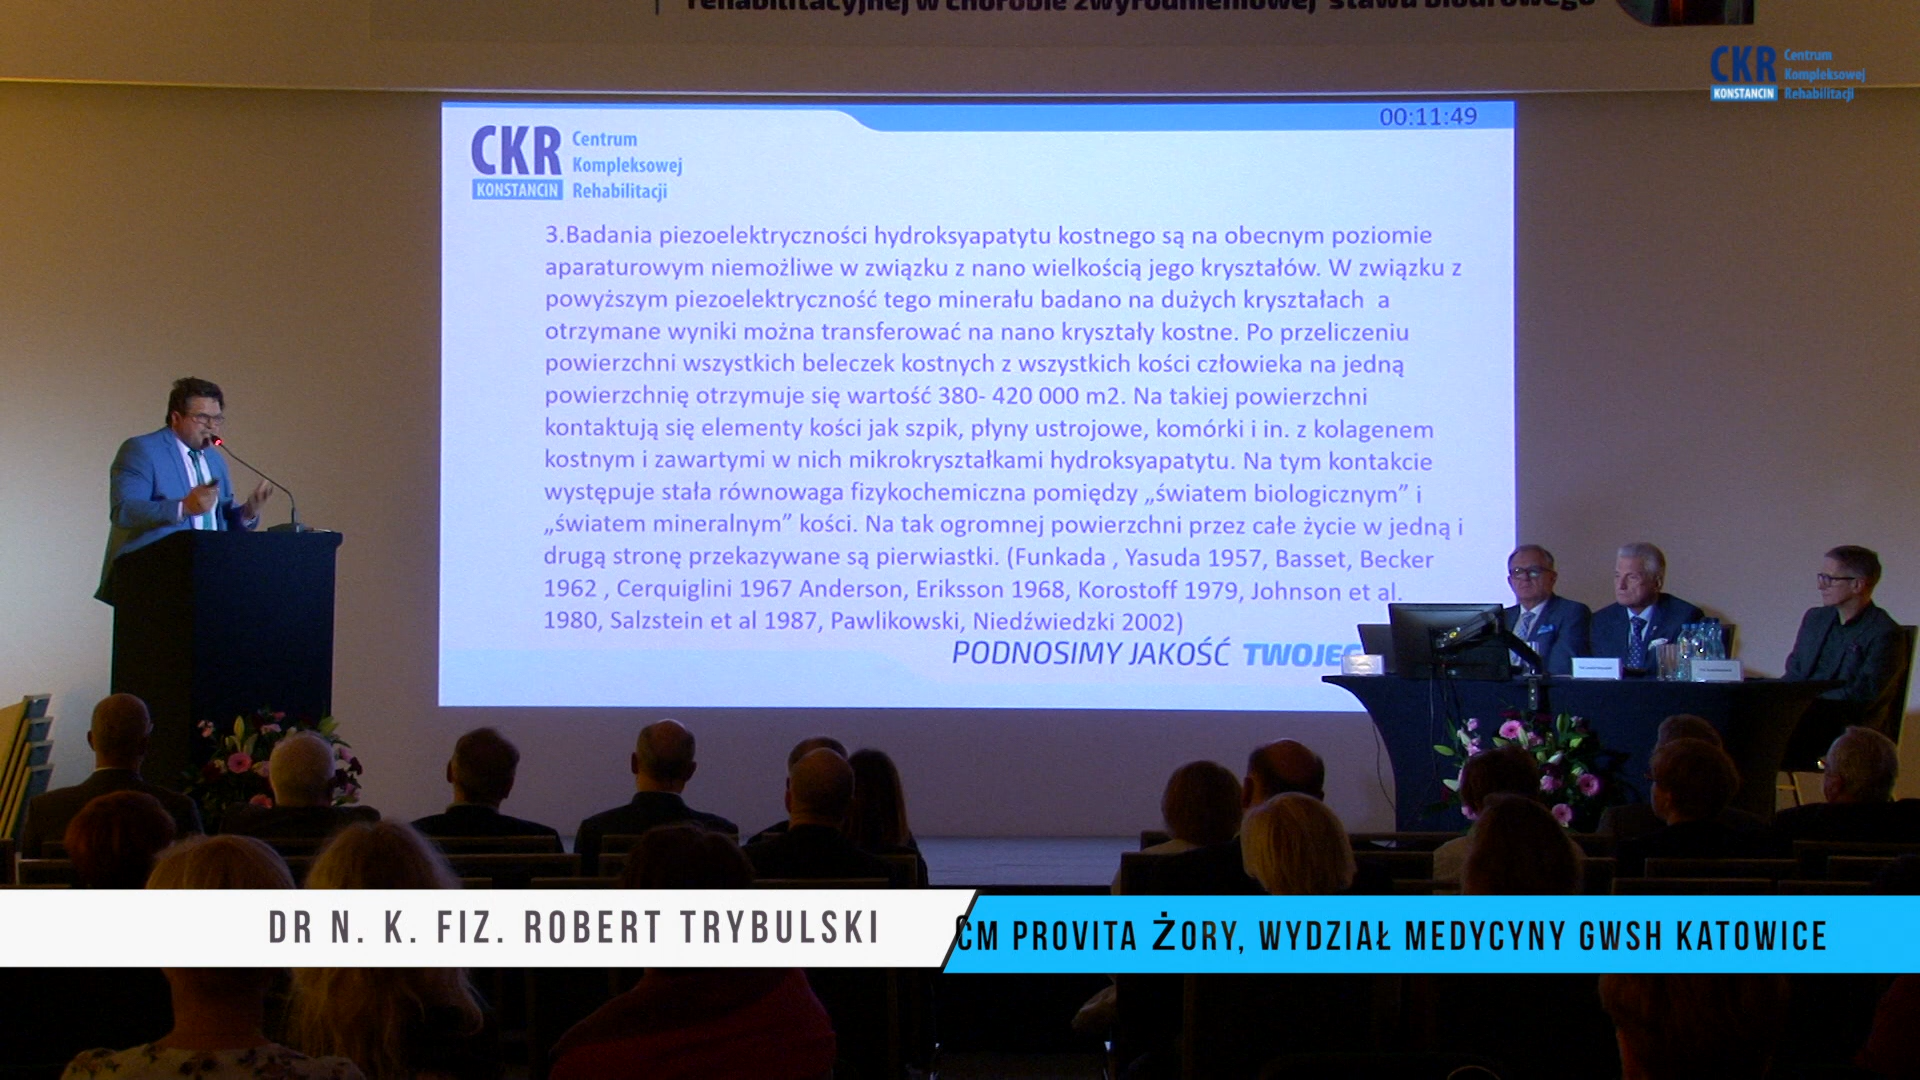 rehabilitacyjnej w chorobie zwyrodnieniowej stawu biodrowego
CKR Centrum
Kompleksowej
KONSTANCIN Rehabilitacji
00:11:49
CKR Centrum
Kompleksowej
KONSTANCIN Rehabilitacji
3.Badania piezoelektryczności hydroksyapatytu kostnego są na obecnym poziomie
aparaturowym niemożliwe w związku z nano wielkością jego kryształów. W związku z
powyższym piezoelektryczność tego minerału badano na dużych kryształach a
otrzymane wyniki można transferować na nano kryształy kostne. Po przeliczeniu
powierzchni wszystkich beleczek kostnych z wszystkich kości człowieka na jedną
powierzchnię otrzymuje się wartość 380- 420 000 m2. Na takiej powierzchni
kontaktują się elementy kości jak szpik, płyny ustrojowe, komórki i in. z kolagenem
kostnym i zawartymi w nich mikrokryształkami hydroksyapatytu. Na tym kontakcie
występuje stała równowaga fizykochemiczna pomiędzy „światem biologicznym” i
„światem mineralnym” kości. Na tak ogromnej powierzchni przez całe życie w jedną i
drugą stronę przekazywane są pierwiastki. (Funkada , Yasuda 1957, Basset, Becker
1962 , Cerquiglini 1967 Anderson, Eriksson 1968, Korostoff 1979, Johnson et al.
1980, Salzstein et al 1987, Pawlikowski, Niedźwiedzki 2002)
PODNOSIMY JAKOŚĆ TWOJEG
DR N. K. FIZ. ROBERT TRYBULSKI
CM PROVITA ŻORY, WYDZIAŁ MEDYCYNY GWSH KATOWICE